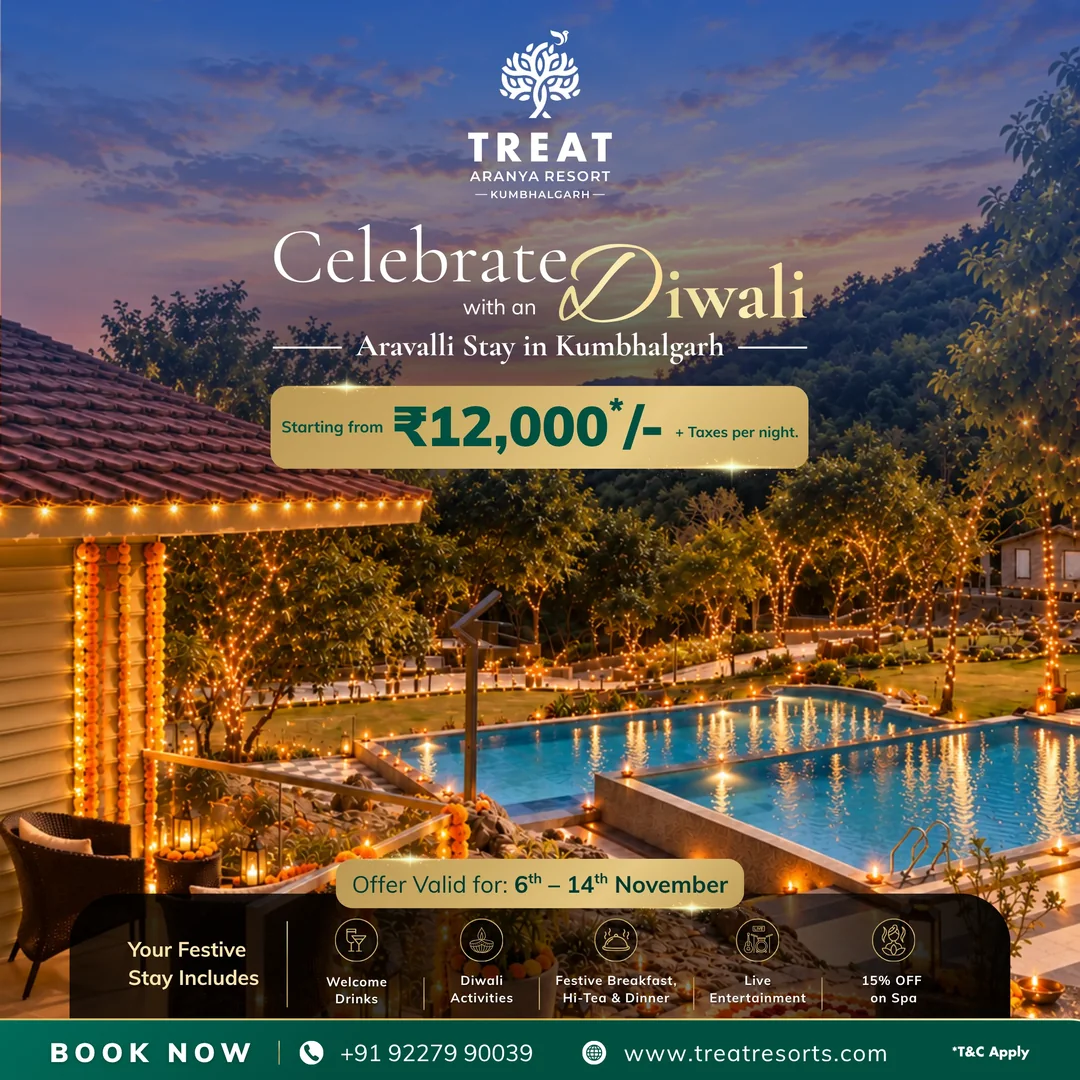 TREAT
ARANYA RESORT
KUMBHALGARH
Celebrate Diwali
with an
Aravalli Stay in Kumbhalgarh
Starting from ₹12,000*/- + Taxes per night.
Offer Valid for: 6th – 14th November
Your Festive
Stay Includes
Welcome
Drinks
Diwali
Activities
Festive Breakfast,
Hi-Tea & Dinner
LIVE
Live
Entertainment
15% OFF
on Spa
BOOK NOW +91 92279 90039 www.treatresorts.com *T&C Apply